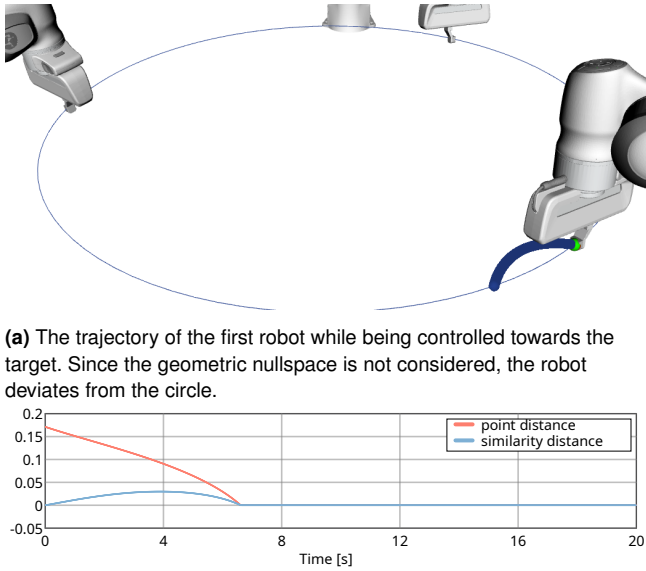 (a) The trajectory of the first robot while being controlled towards the
target. Since the geometric nullspace is not considered, the robot
deviates from the circle.
0.2
0.15
0.1
0.05
0
-0.05
point distance
similarity distance
0 4 8 12 16 20
Time [s]